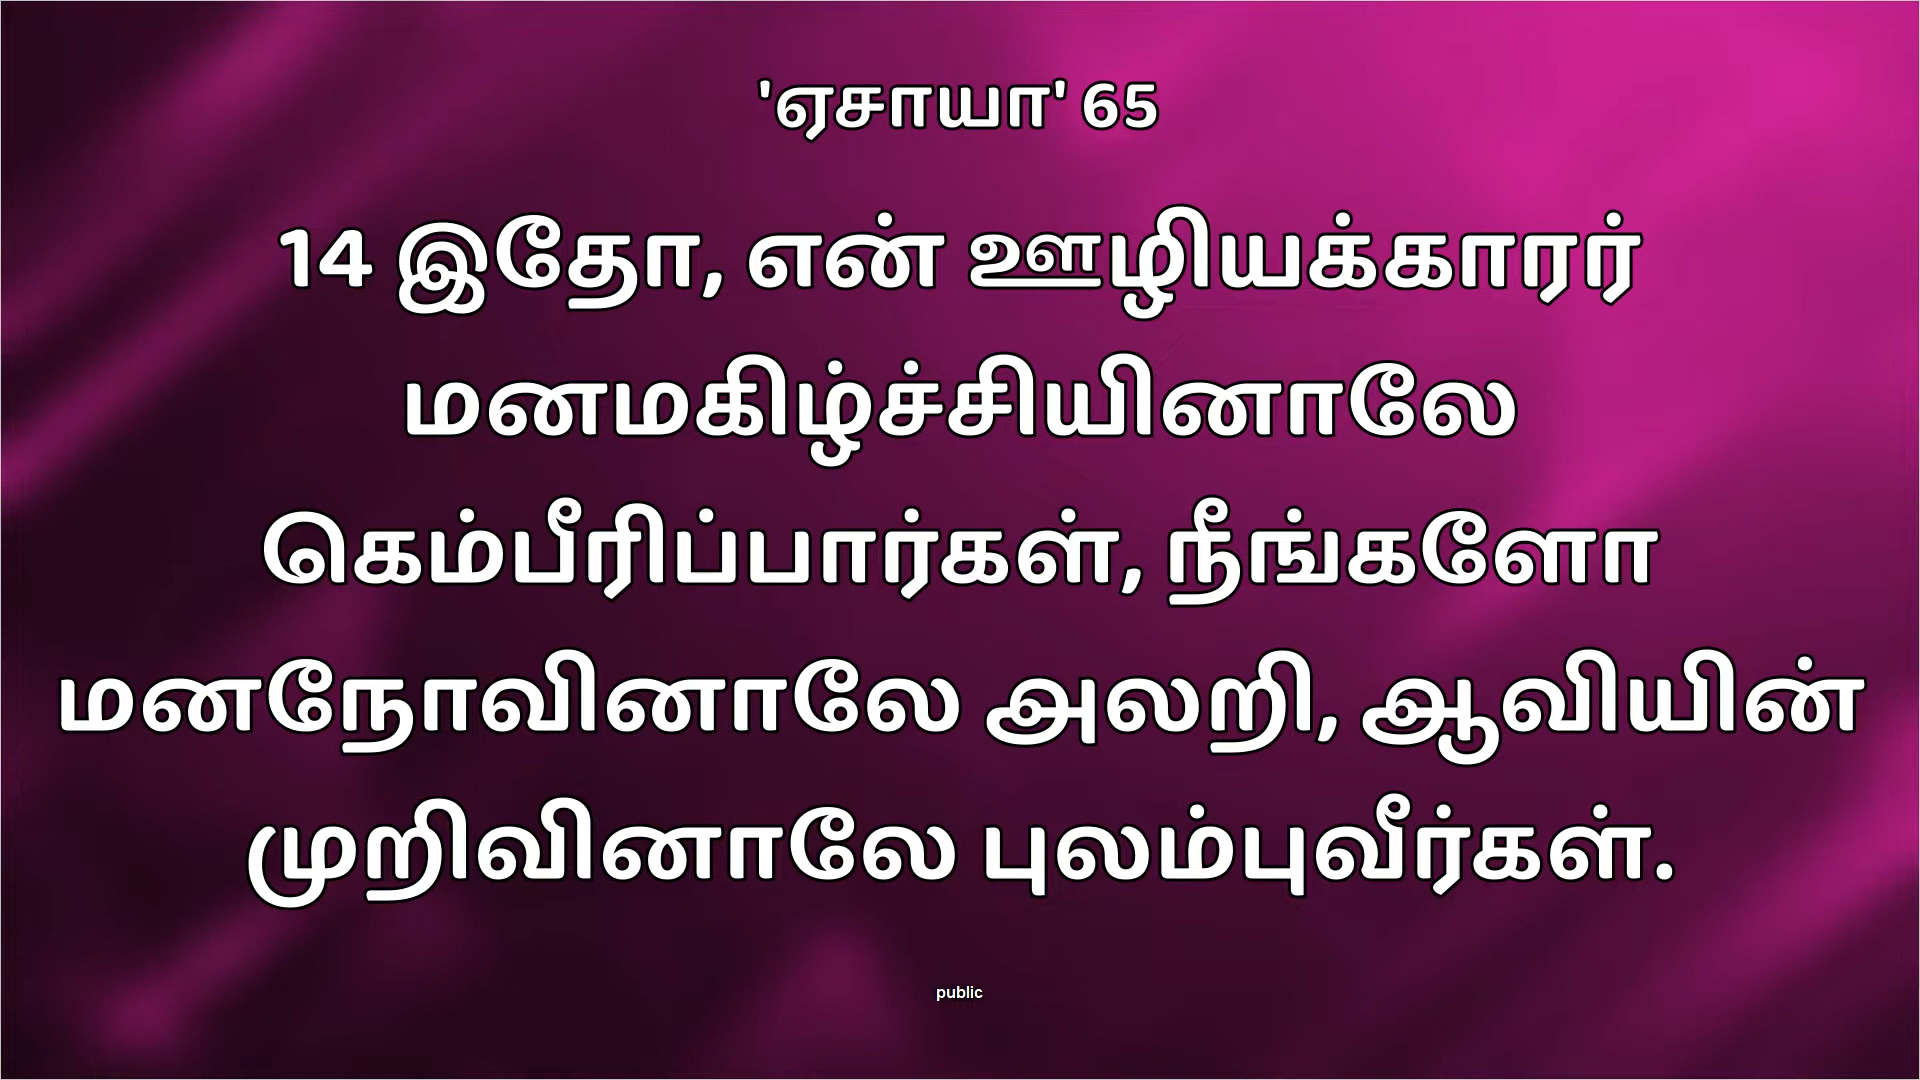 'ஏசாயா' 65
14 இதோ, என் ஊழியக்காரர்
மனமகிழ்ச்சியினாலே
கெம்பீரிப்பார்கள், நீங்களோ
மனநோவினாலே அலறி, ஆவியின்
முறிவினாலே புலம்புவீர்கள்.
public